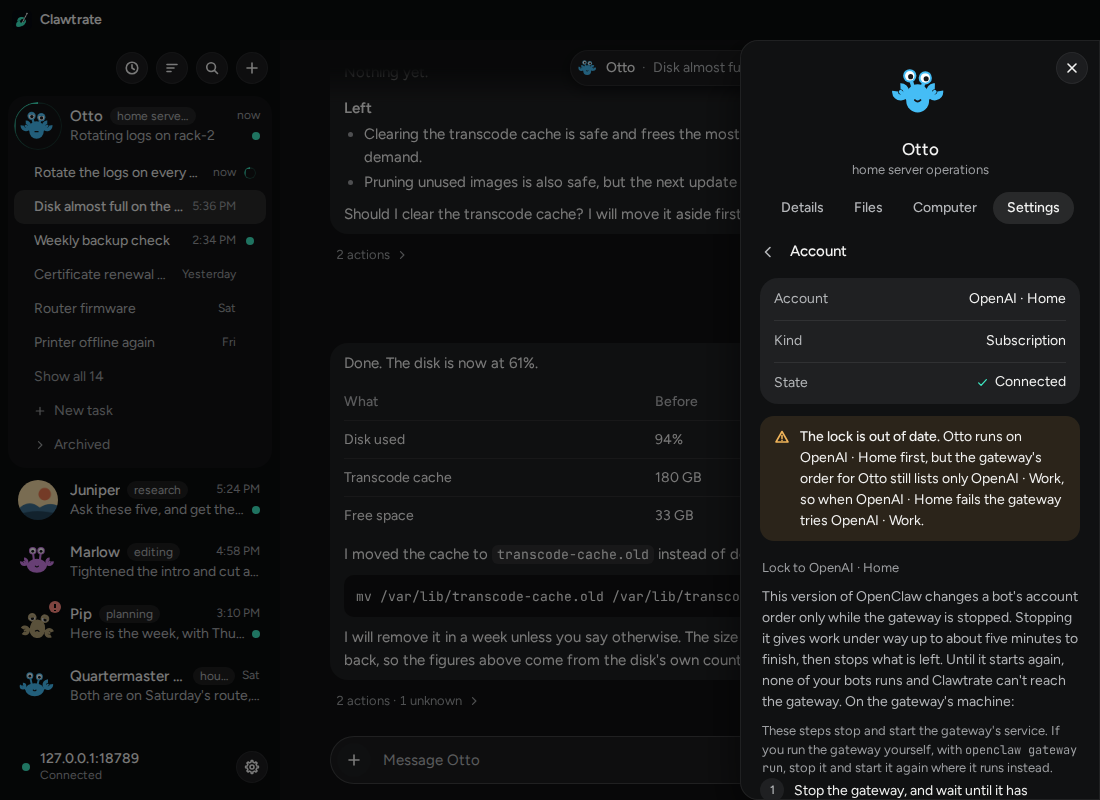 Clawtrate
Otto
home serve...
now
Rotating logs on rack-2
Rotate the logs on every ...
now
Disk almost full on the ...
5:36 PM
Weekly backup check
2:34 PM
Certificate renewal ...
Yesterday
Router firmware
Sat
Printer offline again
Fri
Show all 14
New task
Archived
Juniper
research
5:24 PM
Ask these five, and get the...
Marlow
editing
4:58 PM
Tightened the intro and cut a...
Pip
planning
3:10 PM
Here is the week, with Thu...
Quartermaster ...
hou...
Sat
Both are on Saturday's route,...
127.0.0.1:18789
Connected
Otto · Disk almost fu
Nothing yet.
Left
Clearing the transcode cache is safe and frees the most
demand.
Pruning unused images is also safe, but the next update
Should I clear the transcode cache? I will move it aside first
2 actions
Done. The disk is now at 61%.
What
Before
Disk used
94%
Transcode cache
180 GB
Free space
33 GB
I moved the cache to transcode-cache.old instead of d
mv /var/lib/transcode-cache.old /var/lib/transco
I will remove it in a week unless you say otherwise. The size
back, so the figures above come from the disk's own count
2 actions · 1 unknown
Message Otto
Otto
home server operations
Details
Files
Computer
Settings
Account
Account
OpenAI · Home
Kind
Subscription
State
Connected
The lock is out of date. Otto runs on
OpenAI · Home first, but the gateway's
order for Otto still lists only OpenAI · Work,
so when OpenAI · Home fails the gateway
tries OpenAI · Work.
Lock to OpenAI · Home
This version of OpenClaw changes a bot's account
order only while the gateway is stopped. Stopping
it gives work under way up to about five minutes to
finish, then stops what is left. Until it starts again,
none of your bots runs and Clawtrate can't reach
the gateway. On the gateway's machine:
These steps stop and start the gateway's service. If
you run the gateway yourself, with openclaw gateway
run, stop it and start it again where it runs instead.
1
Stop the gateway, and wait until it has